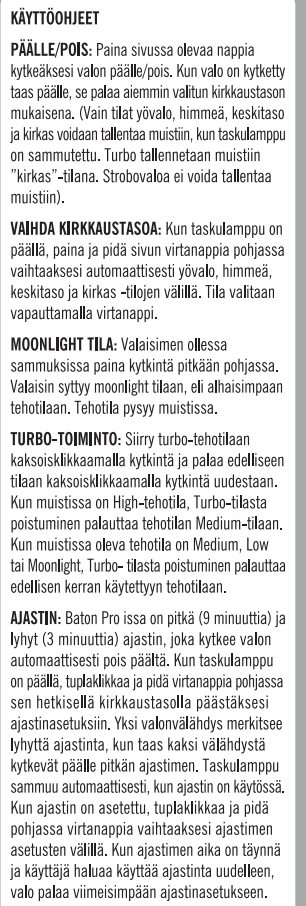 KÄYTTÖOHJEET
PÄÄLLE/POIS: Paina sivussa olevaa nappia
kytkeäksesi valon päälle/pois. Kun valo on kytketty
taas päälle, se palaa aiemmin valitun kirkkaustason
mukaisena. (Vain tilat yövalo, himmeä, keskitaso
ja kirkas voidaan tallentaa muistiin, kun taskulamppu
on sammutettu. Turbo tallennetaan muistiin
”kirkas”-tilana. Strobovaloa ei voida tallentaa
muistiin).
VAIHDA KIRKKAUSTASOA: Kun taskulamppu on
päällä, paina ja pidä sivun virtanappia pohjassa
vaihtaaksesi automaattisesti yövalo, himmeä,
keskitaso ja kirkas -tilojen välillä. Tila valitaan
vapauttamalla virtanappi.
MOONLIGHT TILA: Valaisimen ollessa
sammuksissa paina kytkintä pitkään pohjassa.
Valaisin syttyy moonlight tilaan, eli alhaisimpaan
tehotilaan. Tehotila pysyy muistissa.
TURBO-TOIMINTO: Siirry turbo-tehotilaan
kaksoisklikkaamalla kytkintä ja palaa edelliseen
tilaan kaksoisklikkaamalla kytkintä uudestaan.
Kun muistissa on High-tehotila, Turbo-tilasta
poistuminen palauttaa tehotilan Medium-tilaan.
Kun muistissa oleva tehotila on Medium, Low
tai Moonlight, Turbo- tilasta poistuminen palauttaa
edellisen kerran käytettyyn tehotilaan.
AJASTIN: Baton Pro issa on pitkä (9 minuuttia) ja
lyhyt (3 minuuttia) ajastin, joka kytkee valon
automaattisesti pois päältä. Kun taskulamppu
on päällä, tuplaklikkaa ja pidä virtanappia pohjassa
sen hetkisellä kirkkaustasolla päästäksesi
ajastinasetuksiin. Yksi valonvälähdys merkitsee
lyhyttä ajastinta, kun taas kaksi välähdystä
kytkevät päälle pitkän ajastimen. Taskulamppu
sammuu automaattisesti, kun ajastin on käytössä.
Kun ajastin on asetettu, tuplaklikkaa ja pidä
pohjassa virtanappia vaihtaaksesi ajastimen
asetusten välillä. Kun ajastimen aika on täynnä
ja käyttäjä haluaa käyttää ajastinta uudelleen,
valo palaa viimeisimpään ajastinasetukseen.